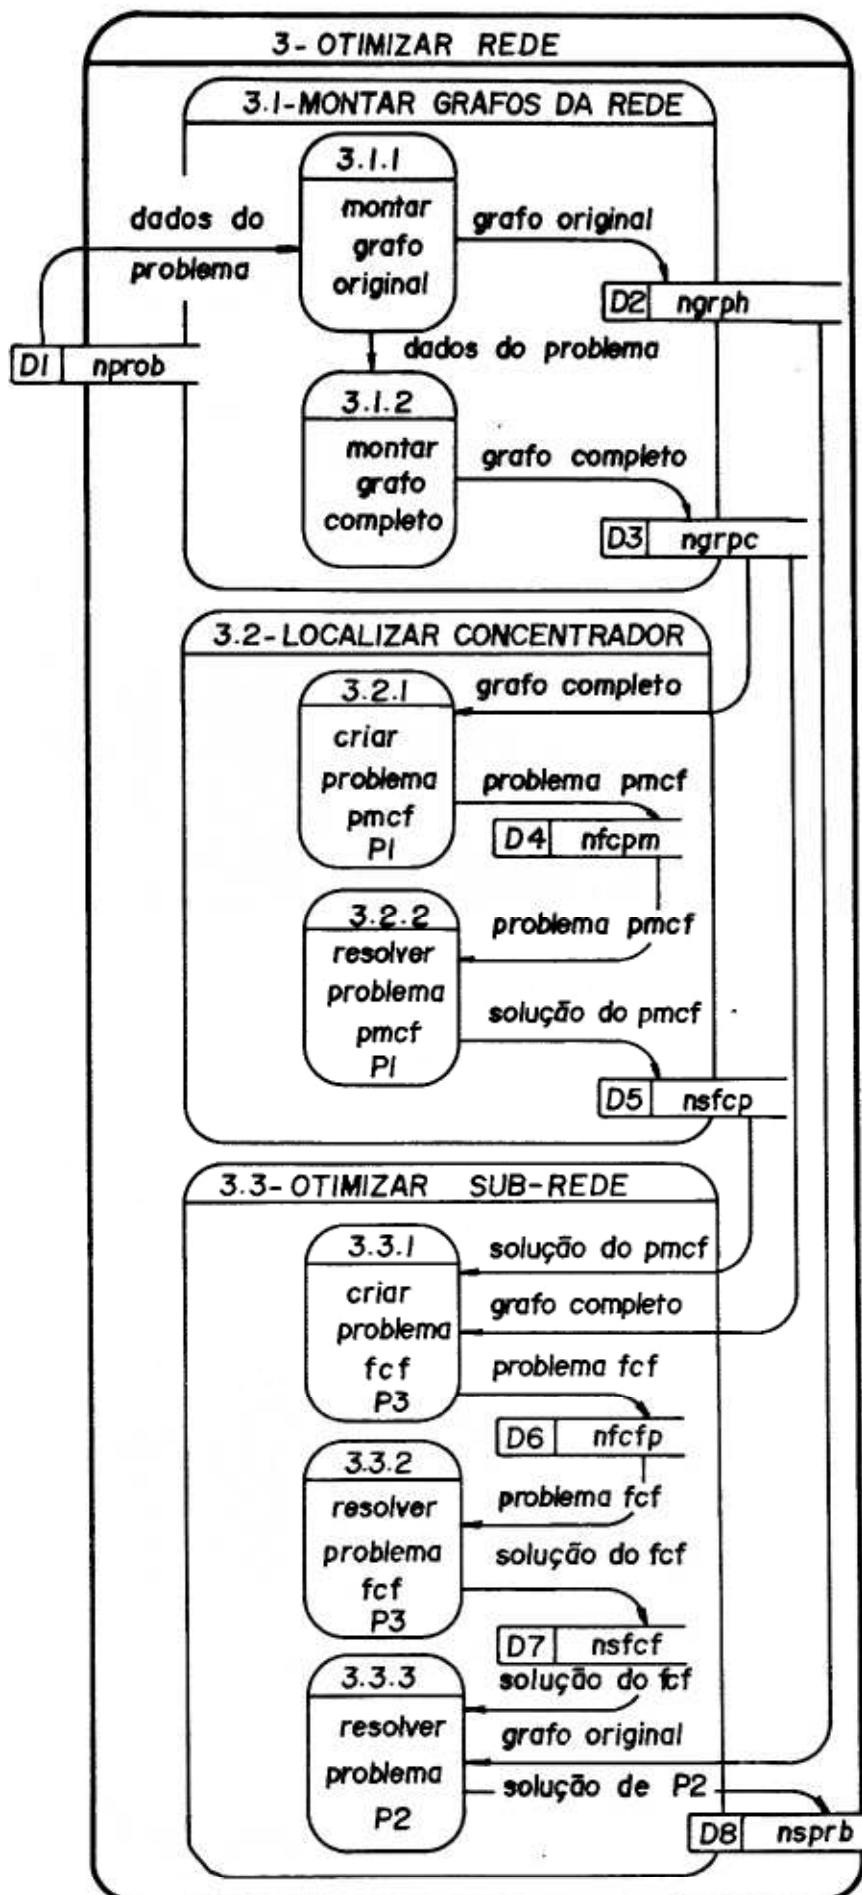 3- OTIMIZAR REDE
3.1-MONTAR GRAFOS DA REDE
3.1.1
montar
grafo
original
dados do
problema
grafo original
D2 ngrph
D1 nprob
dados do problema
3.1.2
montar
grafo
completo
grafo completo
D3 ngrpc
3.2-LOCALIZAR CONCENTRADOR
3.2.1
criar
problema
pmcf
P1
grafo completo
problema pmcf
D4 nfcpm
3.2.2
resolver
problema
pmcf
P1
problema pmcf
solução do pmcf
D5 nsfcp
3.3-OTIMIZAR SUB-REDE
3.3.1
criar
problema
fcf
P3
solução do pmcf
grafo completo
problema fcf
D6 nfcfp
3.3.2
resolver
problema
fcf
P3
problema fcf
solução do fcf
D7 nsfcf
3.3.3
resolver
problema
P2
solução do fcf
grafo original
solução de P2
D8 nsprb